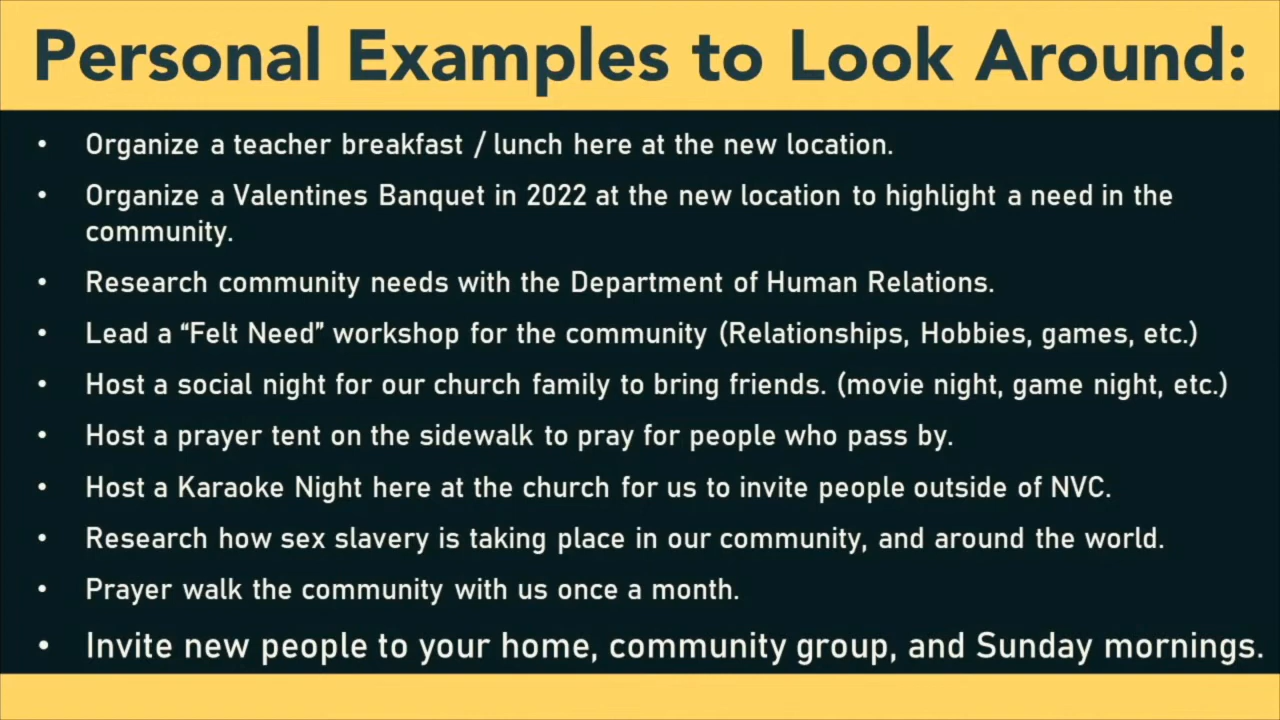 Personal Examples to Look Around:
• Organize a teacher breakfast / lunch here at the new location.
• Organize a Valentines Banquet in 2022 at the new location to highlight a need in the
community.
• Research community needs with the Department of Human Relations.
• Lead a “Felt Need” workshop for the community (Relationships, Hobbies, games, etc.)
• Host a social night for our church family to bring friends. (movie night, game night, etc.)
• Host a prayer tent on the sidewalk to pray for people who pass by.
• Host a Karaoke Night here at the church for us to invite people outside of NVC.
• Research how sex slavery is taking place in our community, and around the world.
• Prayer walk the community with us once a month.
• Invite new people to your home, community group, and Sunday mornings.